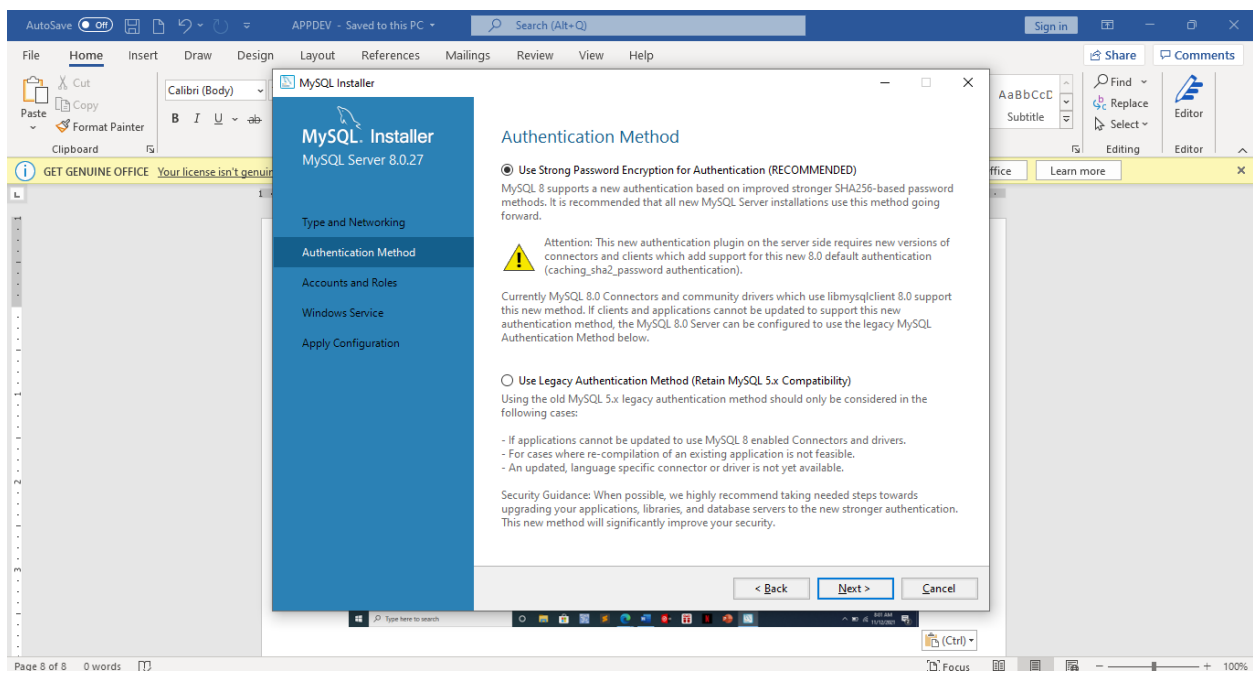 AutoSave Off APPDEV - Saved to this PC Search (Alt+Q) Sign in
File Home Insert Draw Design Layout References Mailings Review View Help Share Comments
Paste
Cut
Copy
Format Painter
Clipboard
Calibri (Body)
B I U ab
AaBbCcD
Subtitle
Find
Replace
Select
Editing
Editor
Editor
GET GENUINE OFFICE Your license isn't genuin
ffice Learn more
MySQL Installer
MySQL. Installer
MySQL Server 8.0.27
Type and Networking
Authentication Method
Accounts and Roles
Windows Service
Apply Configuration
Authentication Method
Use Strong Password Encryption for Authentication (RECOMMENDED)
MySQL 8 supports a new authentication based on improved stronger SHA256-based password
methods. It is recommended that all new MySQL Server installations use this method going
forward.
Attention: This new authentication plugin on the server side requires new versions of
connectors and clients which add support for this new 8.0 default authentication
(caching_sha2_password authentication).
Currently MySQL 8.0 Connectors and community drivers which use libmysqlclient 8.0 support
this new method. If clients and applications cannot be updated to support this new
authentication method, the MySQL 8.0 Server can be configured to use the legacy MySQL
Authentication Method below.
Use Legacy Authentication Method (Retain MySQL 5.x Compatibility)
Using the old MySQL 5.x legacy authentication method should only be considered in the
following cases:
- If applications cannot be updated to use MySQL 8 enabled Connectors and drivers.
- For cases where re-compilation of an existing application is not feasible.
- An updated, language specific connector or driver is not yet available.
Security Guidance: When possible, we highly recommend taking needed steps towards
upgrading your applications, libraries, and database servers to the new stronger authentication.
This new method will significantly improve your security.
< Back Next > Cancel
Type here to search
8:01 AM
11/12/2021
(Ctrl)
Page 8 of 8 0 words Focus 100%